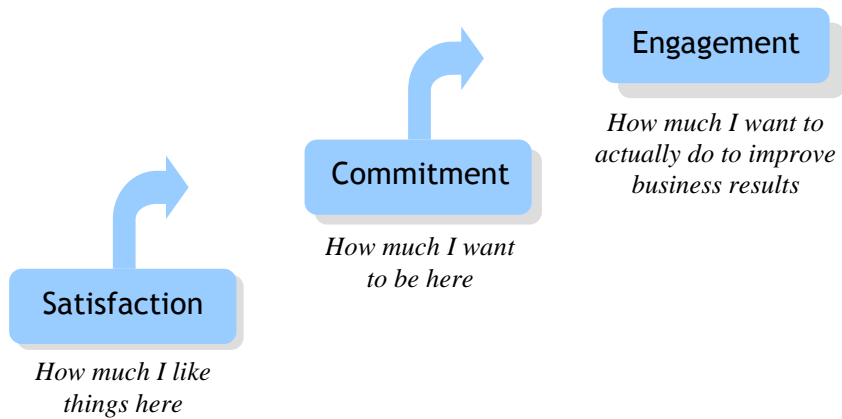 Engagement
How much I want to
actually do to improve
business results
Commitment
How much I want
to be here
Satisfaction
How much I like
things here